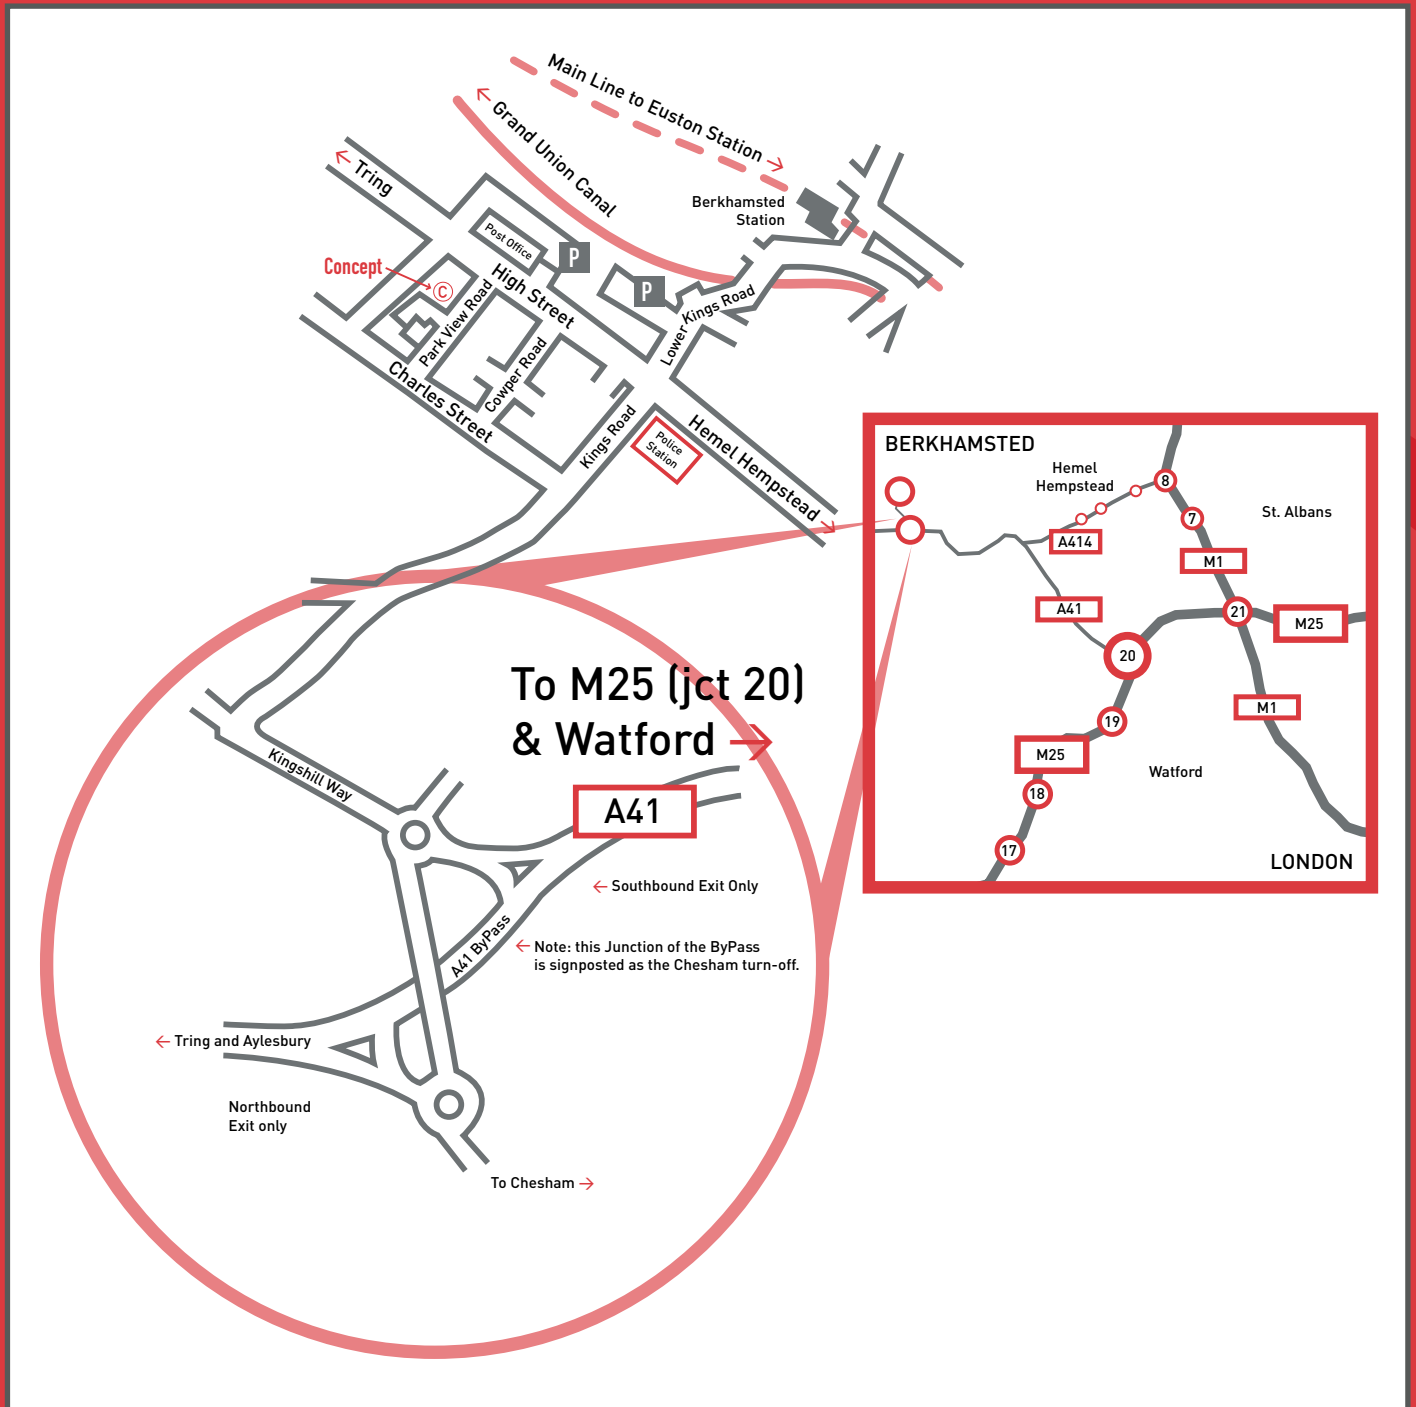 Main Line to Euston Station
Grand Union Canal
Tring
Berkhamsted
Station
Post Office
P
P
Concept
C
High Street
Park View Road
Lower Kings Road
Cowper Road
Charles Street
Kings Road
Police
Station
Hemel Hempstead
BERKHAMSTED
Hemel
Hempstead
8
7
St. Albans
A414
M1
A41
21
M25
20
M1
19
M25
Watford
18
17
LONDON
To M25 (jct 20)
& Watford
A41
Kingshill Way
Southbound Exit Only
A41 ByPass
Note: this Junction of the ByPass
is signposted as the Chesham turn-off.
Tring and Aylesbury
Northbound
Exit only
To Chesham